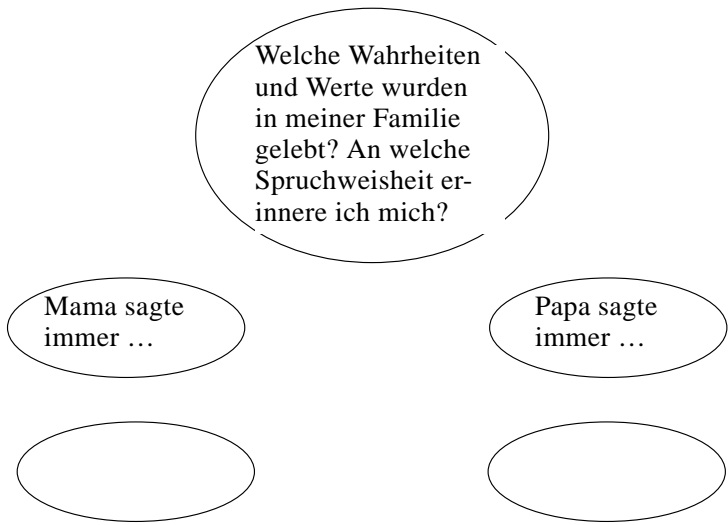 Welche Wahrheiten
und Werte wurden
in meiner Familie
gelebt? An welche
Spruchweisheit er-
innere ich mich?
Mama sagte
immer …
Papa sagte
immer …